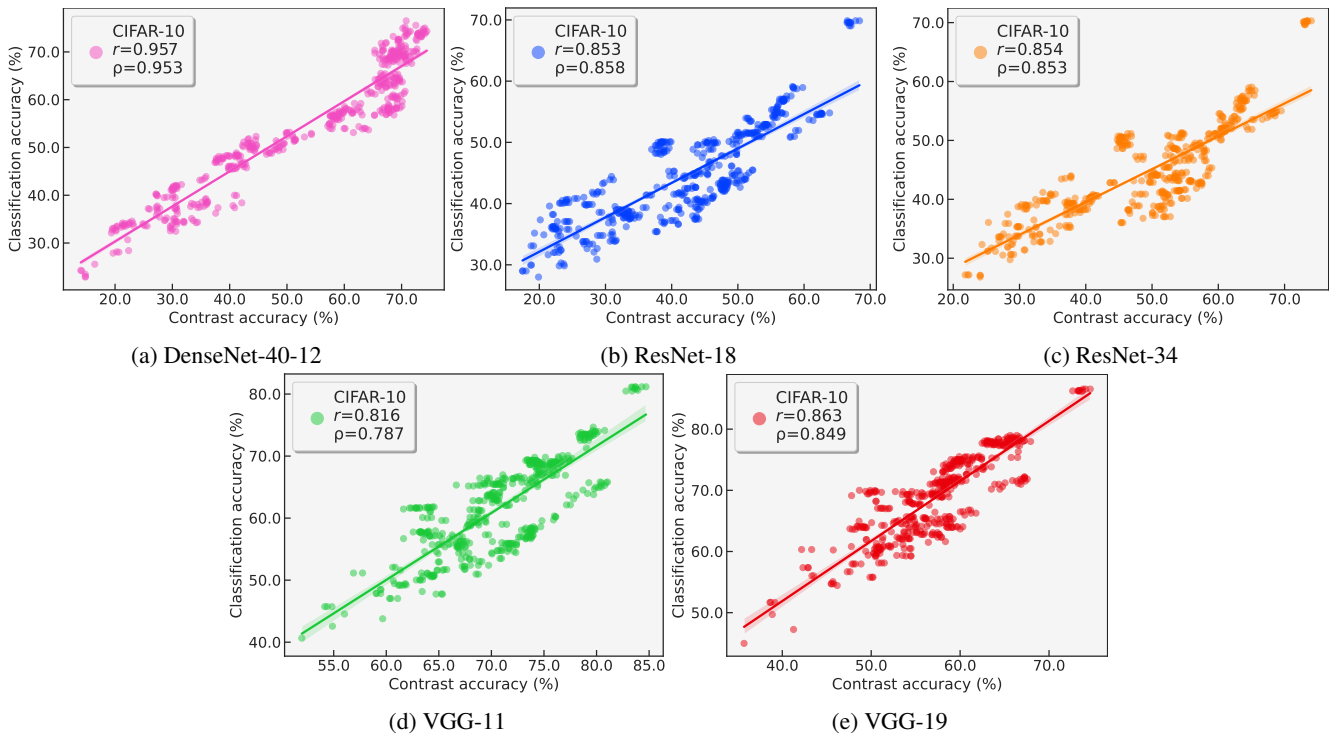 CIFAR-10
r=0.957
ρ=0.953
Classification accuracy (%)
70.0
60.0
50.0
40.0
30.0
20.0 30.0 40.0 50.0 60.0 70.0
Contrast accuracy (%)
(a) DenseNet-40-12
CIFAR-10
r=0.853
ρ=0.858
Classification accuracy (%)
70.0
60.0
50.0
40.0
30.0
20.0 30.0 40.0 50.0 60.0 70.0
Contrast accuracy (%)
(b) ResNet-18
CIFAR-10
r=0.854
ρ=0.853
Classification accuracy (%)
70.0
60.0
50.0
40.0
30.0
20.0 30.0 40.0 50.0 60.0 70.0
Contrast accuracy (%)
(c) ResNet-34
CIFAR-10
r=0.816
ρ=0.787
Classification accuracy (%)
80.0
70.0
60.0
50.0
40.0
55.0 60.0 65.0 70.0 75.0 80.0 85.0
Contrast accuracy (%)
(d) VGG-11
CIFAR-10
r=0.863
ρ=0.849
Classification accuracy (%)
80.0
70.0
60.0
50.0
40.0 50.0 60.0 70.0
Contrast accuracy (%)
(e) VGG-19